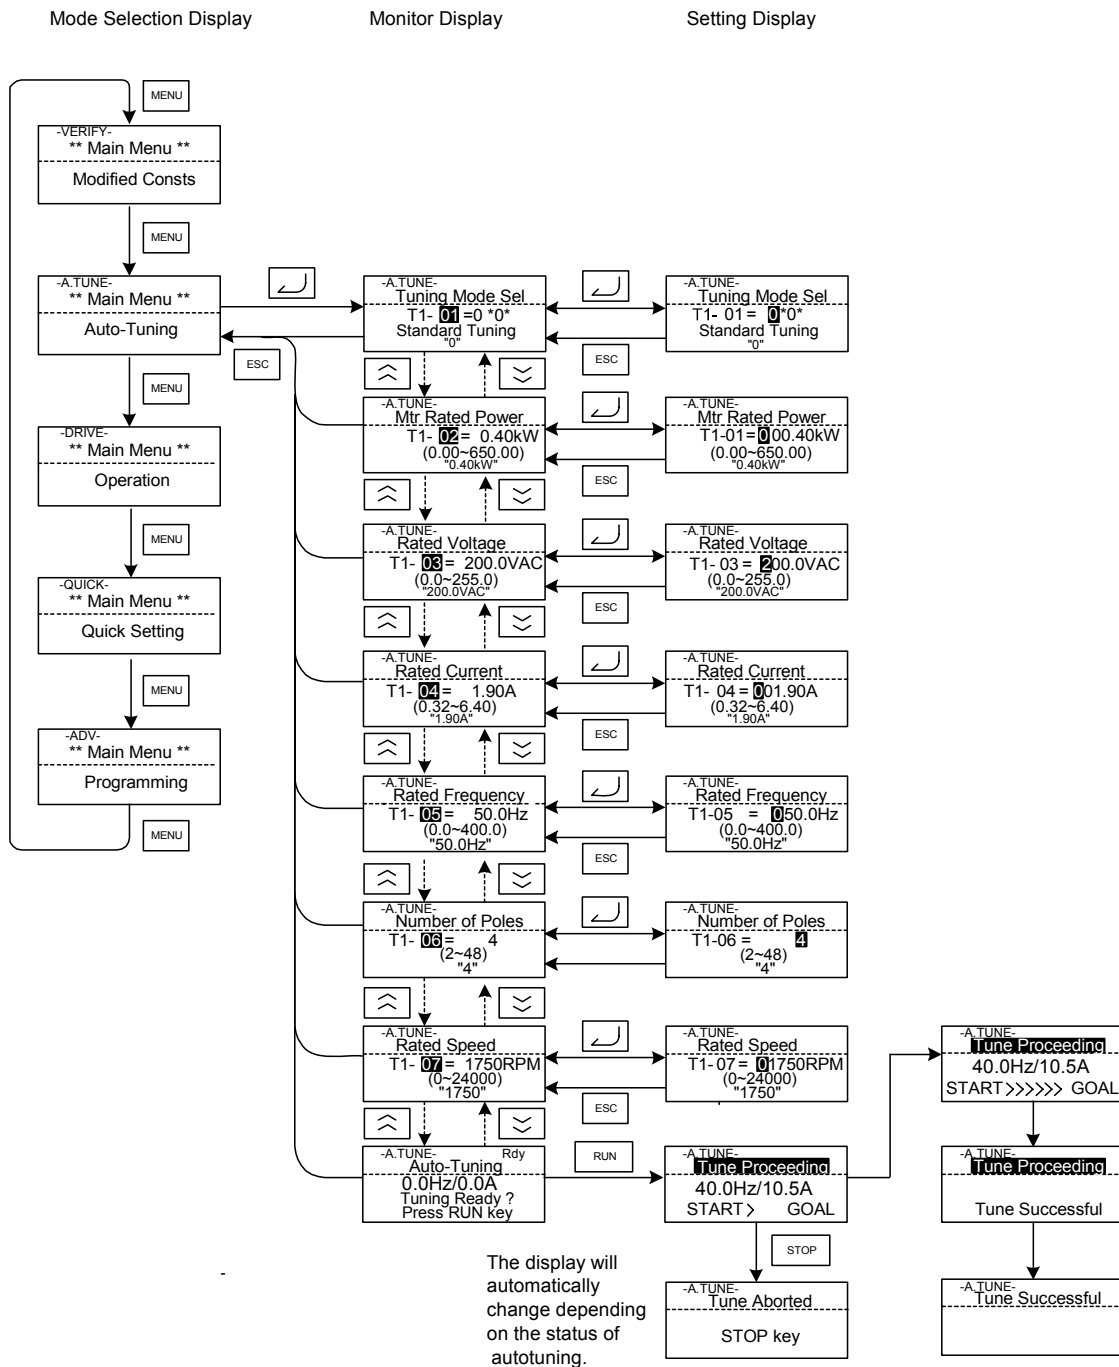 Mode Selection Display
Monitor Display
Setting Display
MENU
-VERIFY-
** Main Menu **
Modified Consts
MENU
-A.TUNE-
** Main Menu **
Auto-Tuning
MENU
-DRIVE-
** Main Menu **
Operation
MENU
-QUICK-
** Main Menu **
Quick Setting
MENU
-ADV-
** Main Menu **
Programming
MENU
ESC
-A.TUNE-
Tuning Mode Sel
T1- 01 =0 *0*
Standard Tuning
"0"
ESC
-A.TUNE-
Tuning Mode Sel
T1- 01 = 0*0*
Standard Tuning
"0"
-A.TUNE-
Mtr Rated Power
T1- 02 = 0.40kW
(0.00~650.00)
"0.40kW"
ESC
-A.TUNE-
Mtr Rated Power
T1-01= 000.40kW
(0.00~650.00)
"0.40kW"
-A.TUNE-
Rated Voltage
T1- 03 = 200.0VAC
(0.0~255.0)
"200.0VAC"
ESC
-A.TUNE-
Rated Voltage
T1- 03 = 200.0VAC
(0.0~255.0)
"200.0VAC"
-A.TUNE-
Rated Current
T1- 04 = 1.90A
(0.32~6.40)
"1.90A"
ESC
-A.TUNE-
Rated Current
T1- 04 = 001.90A
(0.32~6.40)
"1.90A"
-A.TUNE-
Rated Frequency
T1- 05 = 50.0Hz
(0.0~400.0)
"50.0Hz"
ESC
-A.TUNE-
Rated Frequency
T1-05 = 050.0Hz
(0.0~400.0)
"50.0Hz"
-A.TUNE-
Number of Poles
T1- 06 = 4
(2~48)
"4"
-A.TUNE-
Number of Poles
T1-06 = 4
(2~48)
"4"
-A.TUNE-
Rated Speed
T1- 07 = 1750RPM
(0~24000)
"1750"
ESC
-A.TUNE-
Rated Speed
T1- 07 = 01750RPM
(0~24000)
"1750"
-A.TUNE- Rdy
Auto-Tuning
0.0Hz/0.0A
Tuning Ready ?
Press RUN key
RUN
-A.TUNE-
Tune Proceeding
40.0Hz/10.5A
START > GOAL
STOP
-A.TUNE-
Tune Aborted
STOP key
-A.TUNE-
Tune Proceeding
40.0Hz/10.5A
START >>>>>> GOAL
-A.TUNE-
Tune Proceeding
Tune Successful
-A.TUNE-
Tune Successful
The display will
automatically
change depending
on the status of
autotuning.
-